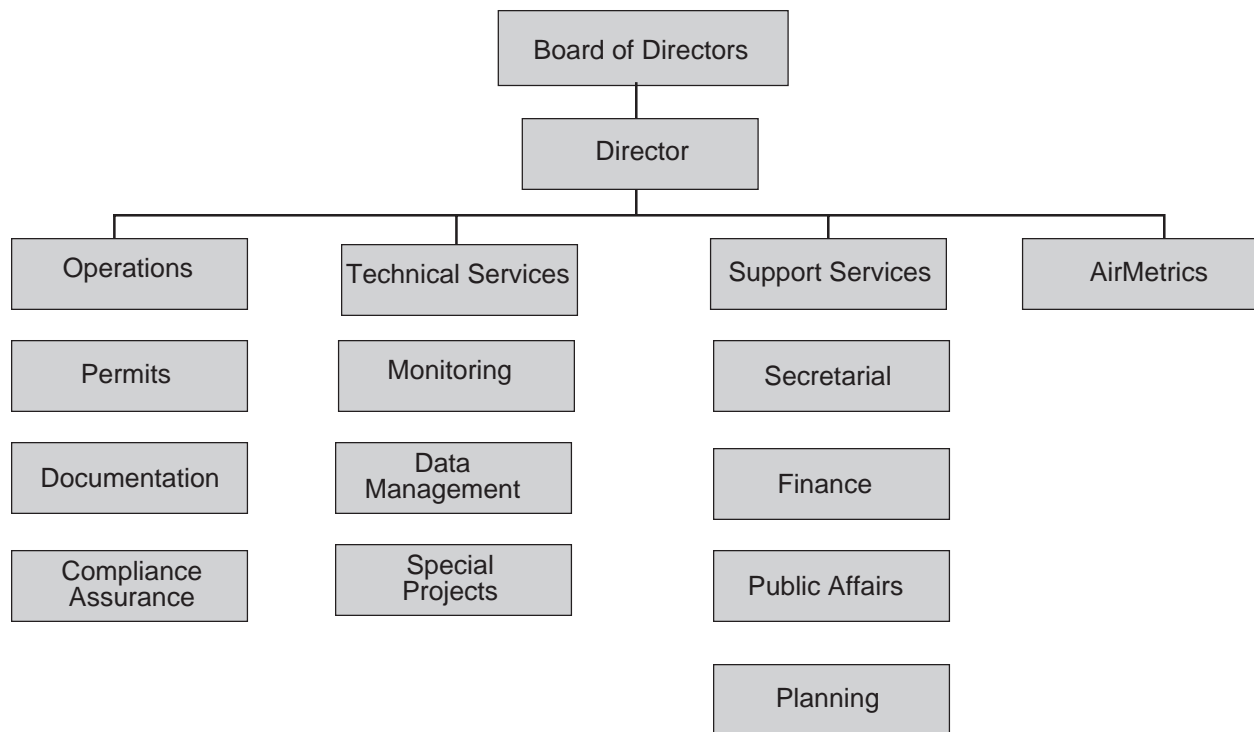 Board of Directors
Director
Operations
Technical Services
Support Services
AirMetrics
Permits
Monitoring
Secretarial
Documentation
Data
Management
Finance
Compliance
Assurance
Special
Projects
Public Affairs
Planning